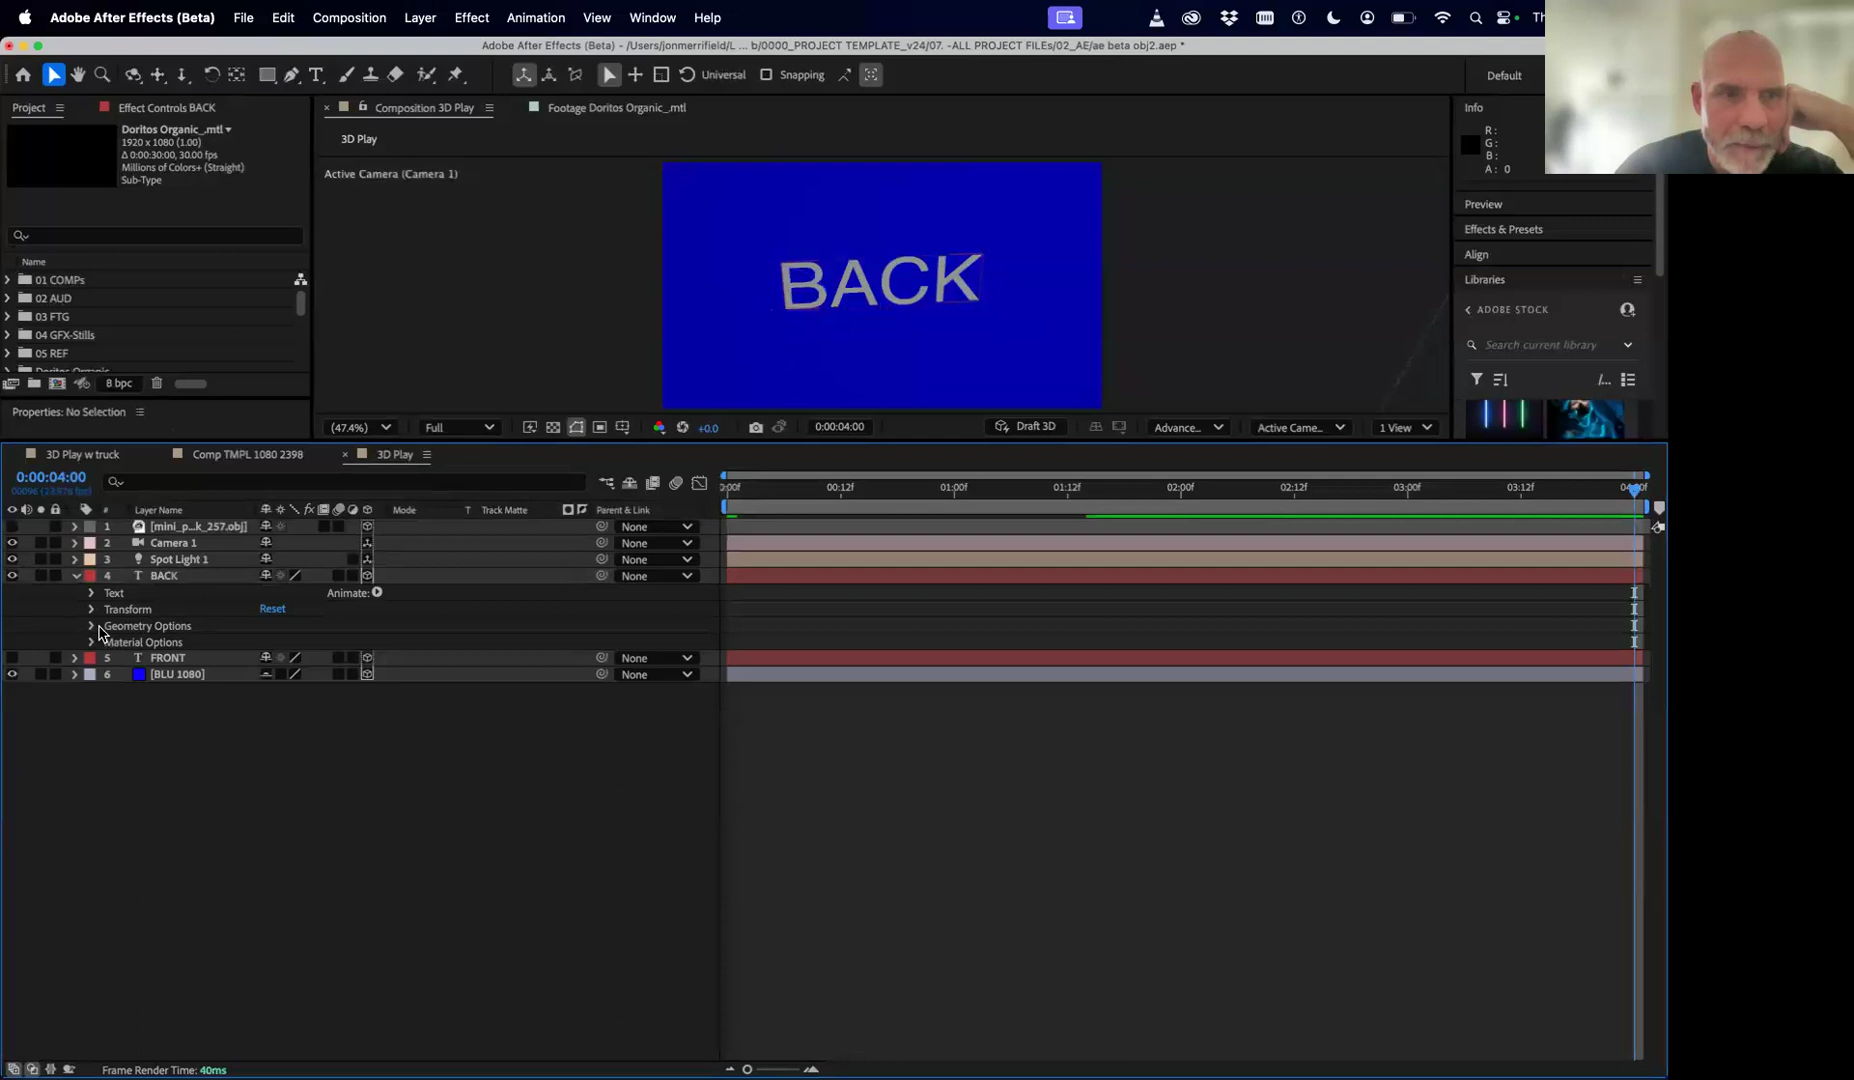 Adobe After Effects (Beta) File Edit Composition Layer Effect Animation View Window Help
Adobe After Effects (Beta) - /Users/jonmerrifield/L ... b/0000_PROJECT TEMPLATE_v24/07. -ALL PROJECT FILEs/02_AE/ae beta obj2.aep *
Universal Snapping Default
Project Effect Controls BACK Composition 3D Play Footage Doritos Organic_.mtl Info
Doritos Organic_.mtl
1920 x 1080 (1.00)
Δ 0:00:30:00, 30.00 fps
Millions of Colors+ (Straight)
Sub-Type
3D Play
Active Camera (Camera 1)
BACK
R:
G:
B:
A: 0
Preview
Effects & Presets
Align
Libraries
ADOBE STOCK
Search current library
Name
01 COMPs
02 AUD
03 FTG
04 GFX-Stills
05 REF
8 bpc
Properties: No Selection
(47.4%) Full +0.0 0:00:04:00 Draft 3D Advance... Active Came... 1 View
3D Play w truck Comp TMPL 1080 2398 3D Play
0:00:04:00
00096 (23.976 fps)
:00f 00:12f 01:00f 01:12f 02:00f 02:12f 03:00f 03:12f 04:00f
# Layer Name Mode T Track Matte Parent & Link
1 [mini_p...k_257.obj] None
2 Camera 1 None
3 Spot Light 1 None
4 BACK None
Text Animate:
Transform Reset
Geometry Options
Material Options
5 FRONT None
6 [BLU 1080] None
Frame Render Time: 40ms